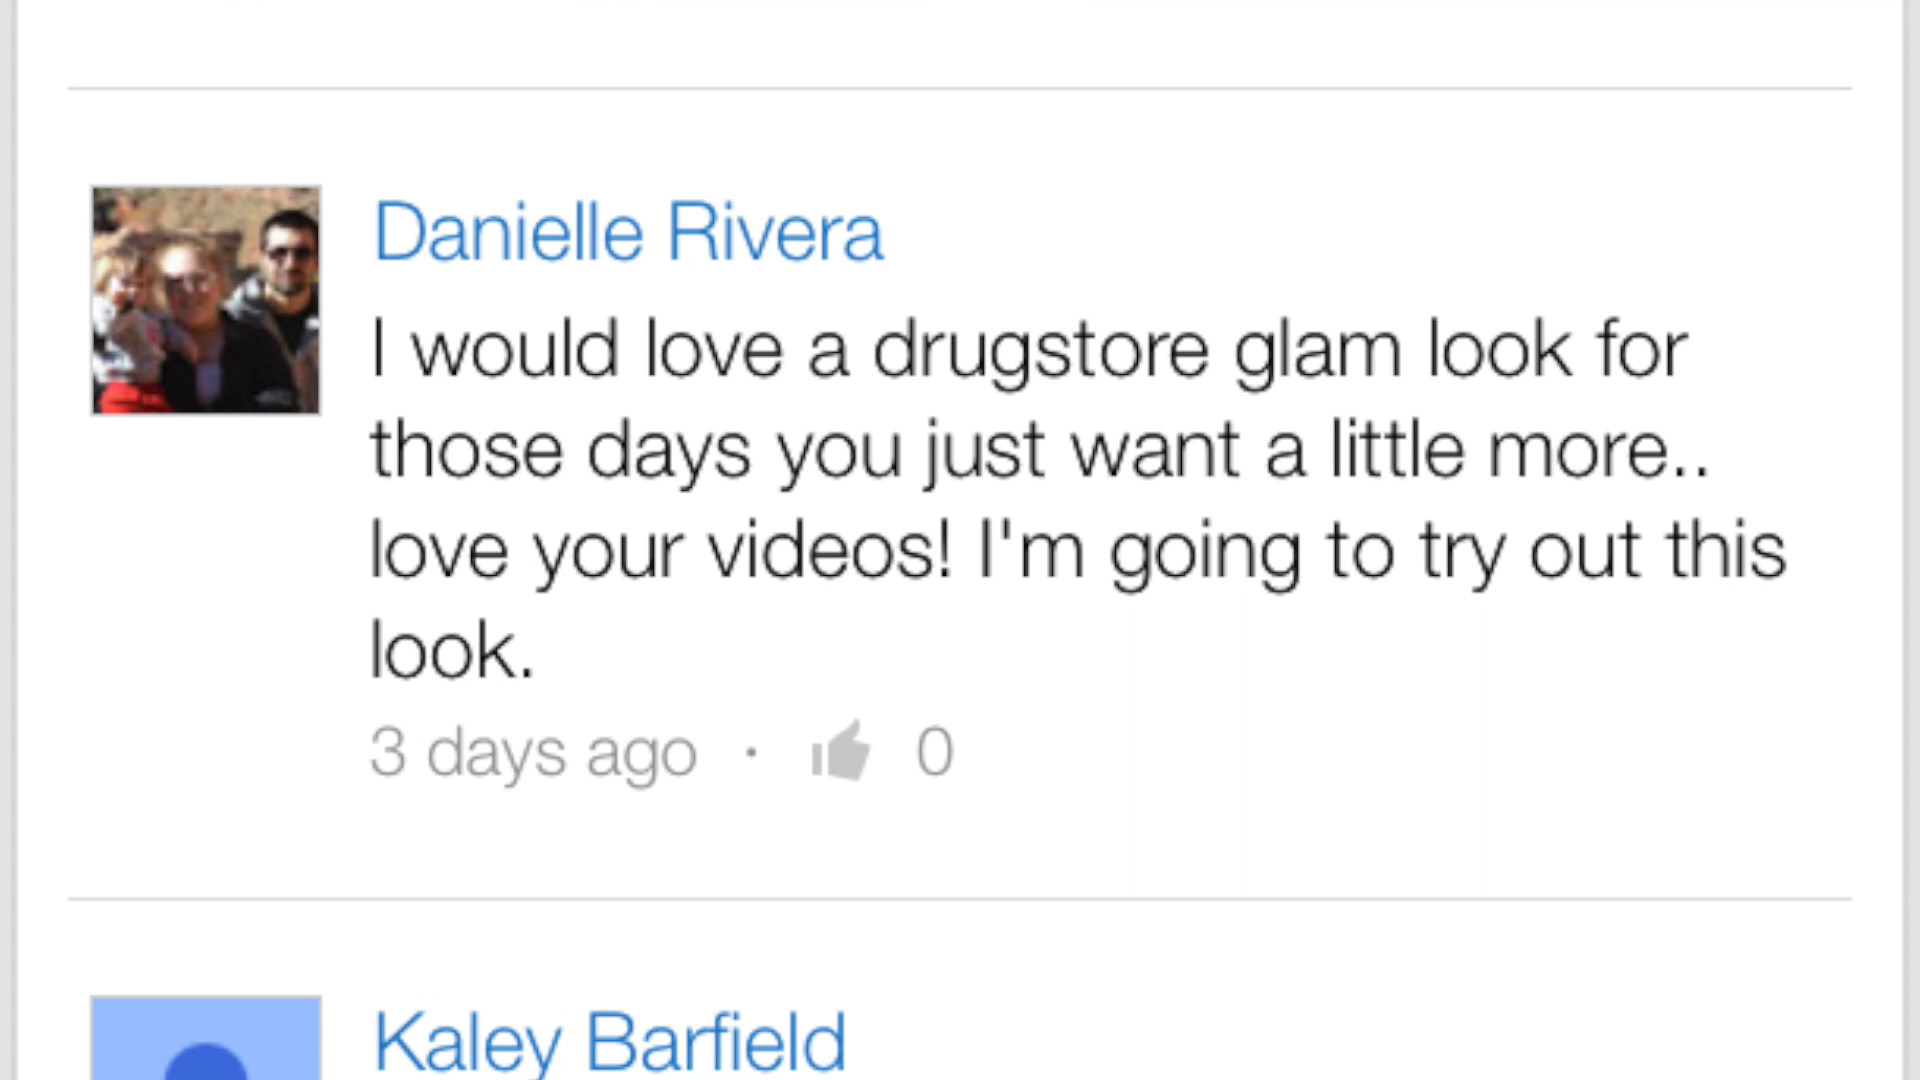 Danielle Rivera
I would love a drugstore glam look for
those days you just want a little more..
love your videos! I'm going to try out this
look.
3 days ago · 0
Kaley Barfield